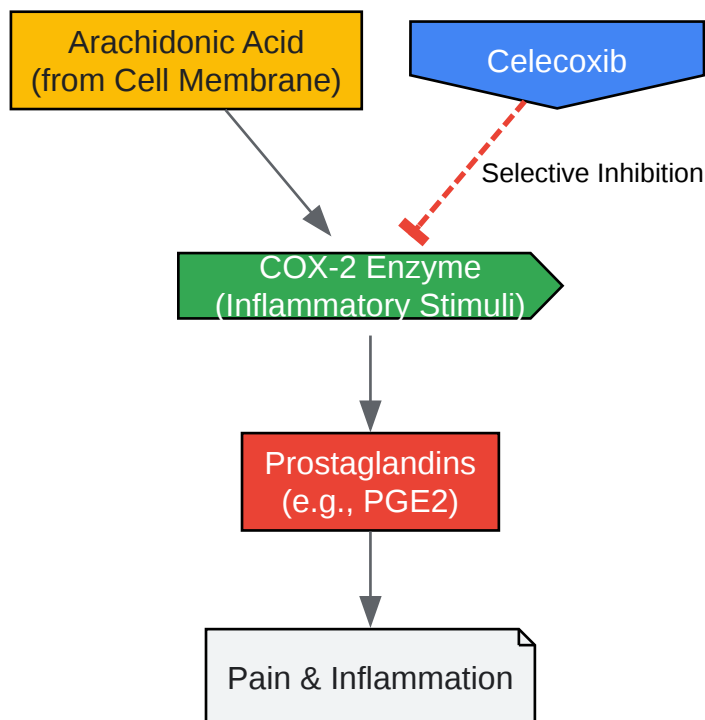 Arachidonic Acid
(from Cell Membrane)
Celecoxib
Selective Inhibition
COX-2 Enzyme
(Inflammatory Stimuli)
Prostaglandins
(e.g., PGE2)
Pain & Inflammation